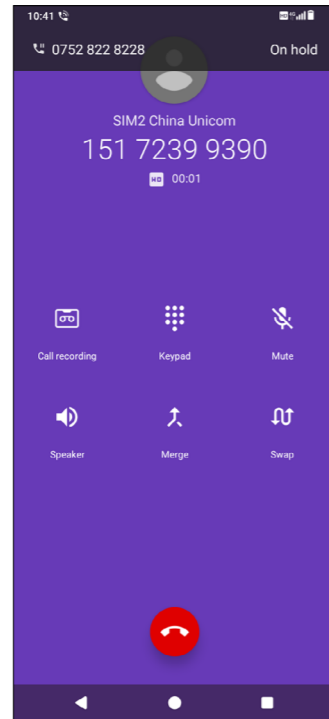 10:41
0752 822 8228 On hold
SIM2 China Unicom
151 7239 9390
HD 00:01
Call recording Keypad Mute
Speaker Merge Swap